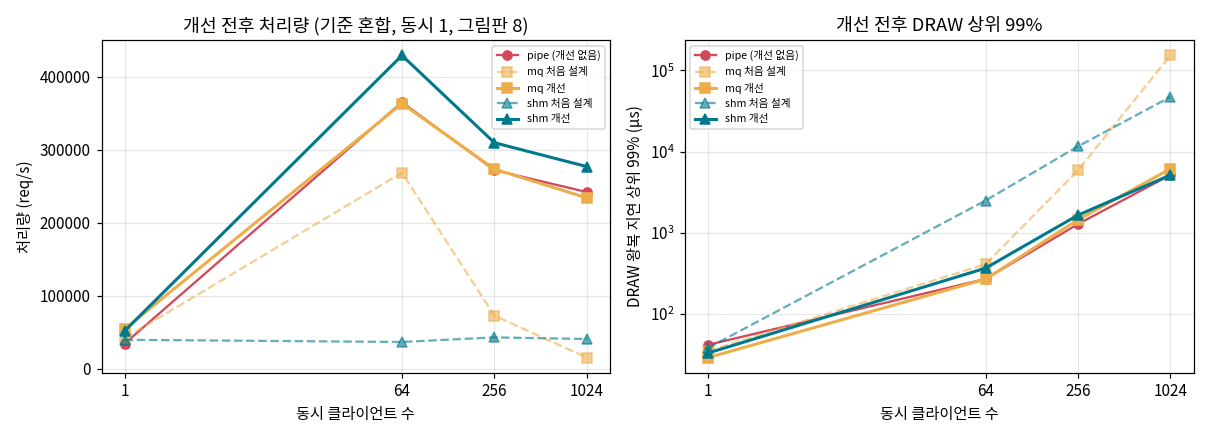 개선 전후 처리량 (기준 혼합, 동시 1, 그림판 8)
처리량 (req/s)
400000
300000
200000
100000
0
pipe (개선 없음)
mq 처음 설계
mq 개선
shm 처음 설계
shm 개선
1
64
256
1024
동시 클라이언트 수
개선 전후 DRAW 상위 99%
DRAW 왕복 지연 상위 99% (µs)
10⁵
10⁴
10³
10²
pipe (개선 없음)
mq 처음 설계
mq 개선
shm 처음 설계
shm 개선
1
64
256
1024
동시 클라이언트 수